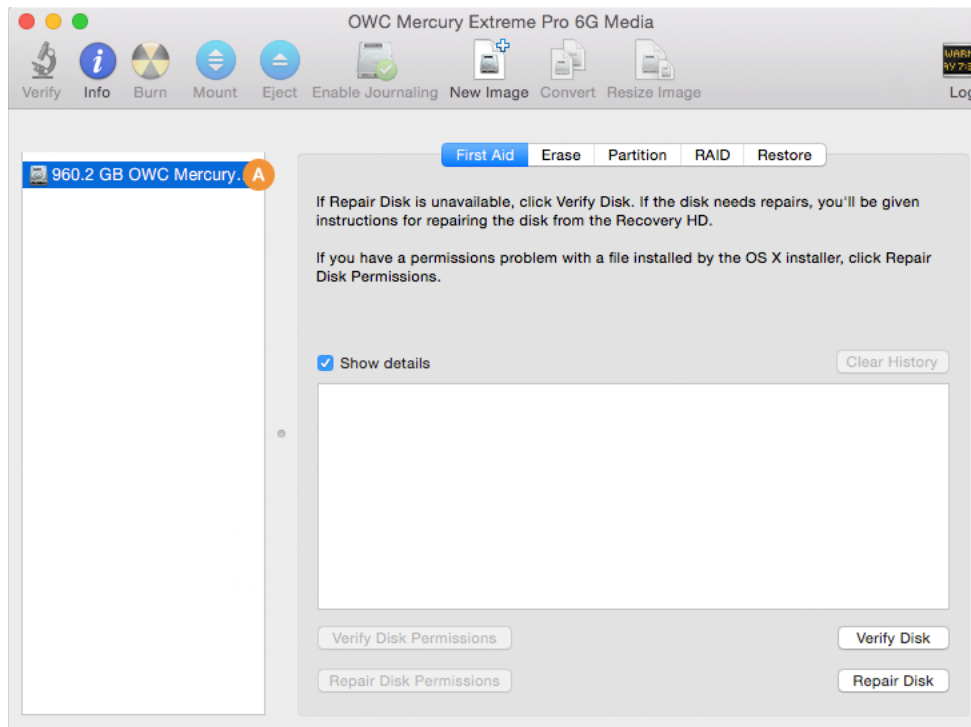 OWC Mercury Extreme Pro 6G Media
WARN
AY 7:3
Verify Info Burn Mount Eject Enable Journaling New Image Convert Resize Image Log
960.2 GB OWC Mercury... A
First Aid Erase Partition RAID Restore
If Repair Disk is unavailable, click Verify Disk. If the disk needs repairs, you'll be given
instructions for repairing the disk from the Recovery HD.
If you have a permissions problem with a file installed by the OS X installer, click Repair
Disk Permissions.
Show details Clear History
Verify Disk Permissions Verify Disk
Repair Disk Permissions Repair Disk